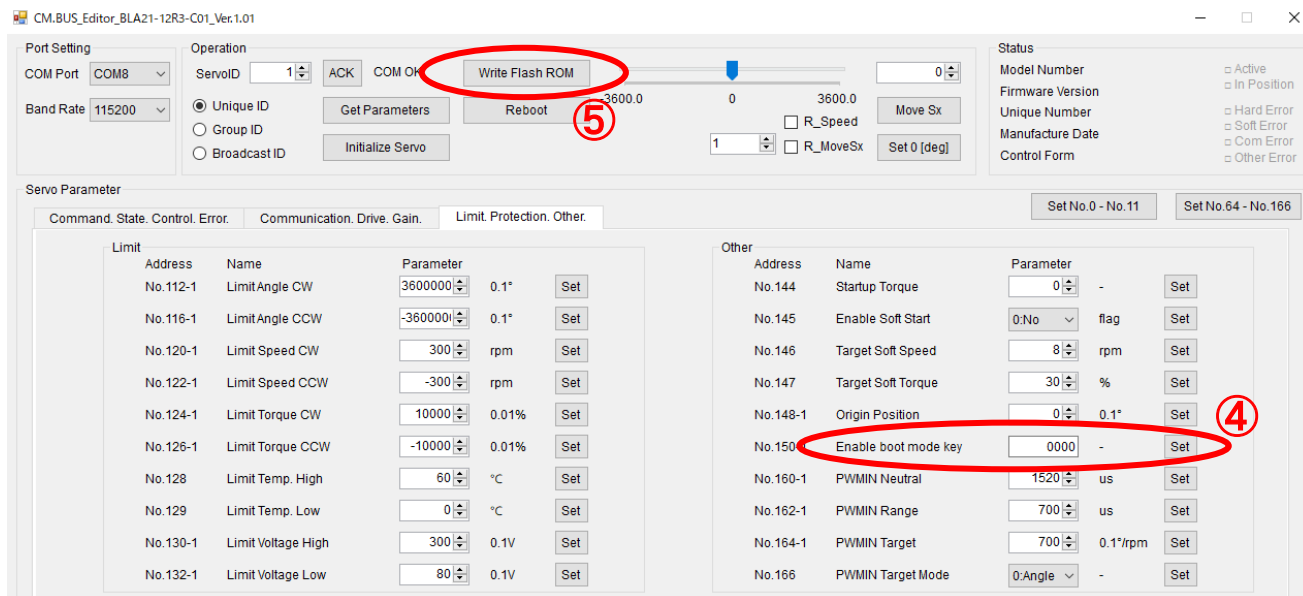 CM.BUS_Editor_BLA21-12R3-C01_Ver.1.01
Port Setting
COM Port COM8
Band Rate 115200
Operation
ServoID 1 ACK COM OK
Unique ID
Group ID
Broadcast ID
Get Parameters
Initialize Servo
Write Flash ROM
Reboot
⑤
-3600.0 0 3600.0
0
R_Speed
Move Sx
1 R_MoveSx
Set 0 [deg]
Status
Model Number
Firmware Version
Unique Number
Manufacture Date
Control Form
Active
In Position
Hard Error
Soft Error
Com Error
Other Error
Servo Parameter
Set No.0 - No.11 Set No.64 - No.166
Command. State. Control. Error. Communication. Drive. Gain. Limit. Protection. Other.
Limit
Address Name Parameter
No.112-1 Limit Angle CW 3600000 0.1° Set
No.116-1 Limit Angle CCW -360000 0.1° Set
No.120-1 Limit Speed CW 300 rpm Set
No.122-1 Limit Speed CCW -300 rpm Set
No.124-1 Limit Torque CW 10000 0.01% Set
No.126-1 Limit Torque CCW -10000 0.01% Set
No.128 Limit Temp. High 60 °C Set
No.129 Limit Temp. Low 0 °C Set
No.130-1 Limit Voltage High 300 0.1V Set
No.132-1 Limit Voltage Low 80 0.1V Set
Other
Address Name Parameter
No.144 Startup Torque 0 - Set
No.145 Enable Soft Start 0:No flag Set
No.146 Target Soft Speed 8 rpm Set
No.147 Target Soft Torque 30 % Set
No.148-1 Origin Position 0 0.1° Set
④
No.150 Enable boot mode key 0000 - Set
No.160-1 PWMIN Neutral 1520 us Set
No.162-1 PWMIN Range 700 us Set
No.164-1 PWMIN Target 700 0.1°/rpm Set
No.166 PWMIN Target Mode 0:Angle - Set